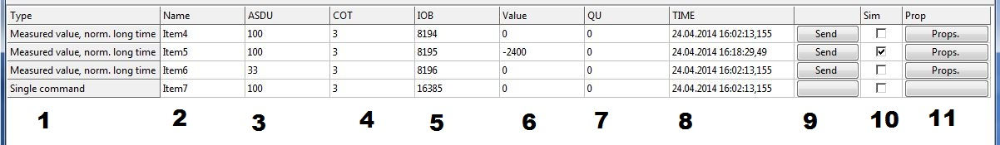 Type Name ASDU COT IOB Value QU TIME Sim Prop
Measured value, norm. long time Item4 100 3 8194 0 0 24.04.2014 16:02:13,155 Send Props.
Measured value, norm. long time Item5 100 3 8195 -2400 0 24.04.2014 16:18:29,49 Send Props.
Measured value, norm. long time Item6 33 3 8196 0 0 24.04.2014 16:02:13,155 Send Props.
Single command Item7 100 3 16385 0 0 24.04.2014 16:02:13,155
1 2 3 4 5 6 7 8 9 10 11